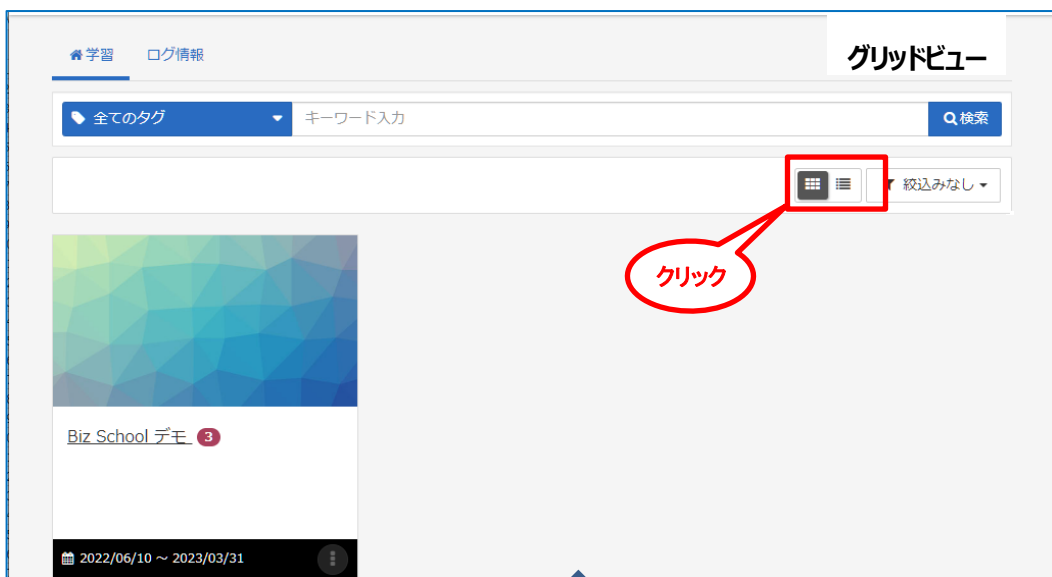 学習 ログ情報
グリッドビュー
全てのタグ キーワード入力 検索
絞込みなし
クリック
Biz School デモ 3
2022/06/10 ～ 2023/03/31